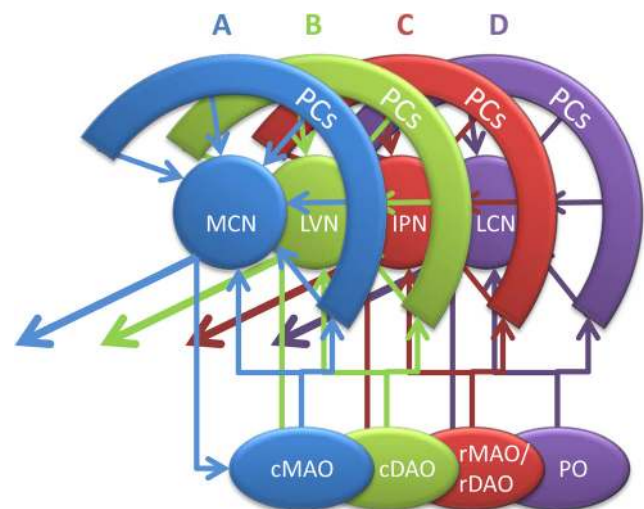 A B C D
PCs PCs PCs PCs
MCN LVN IPN LCN
cMAO cDAO rMAO/ PO
rDAO